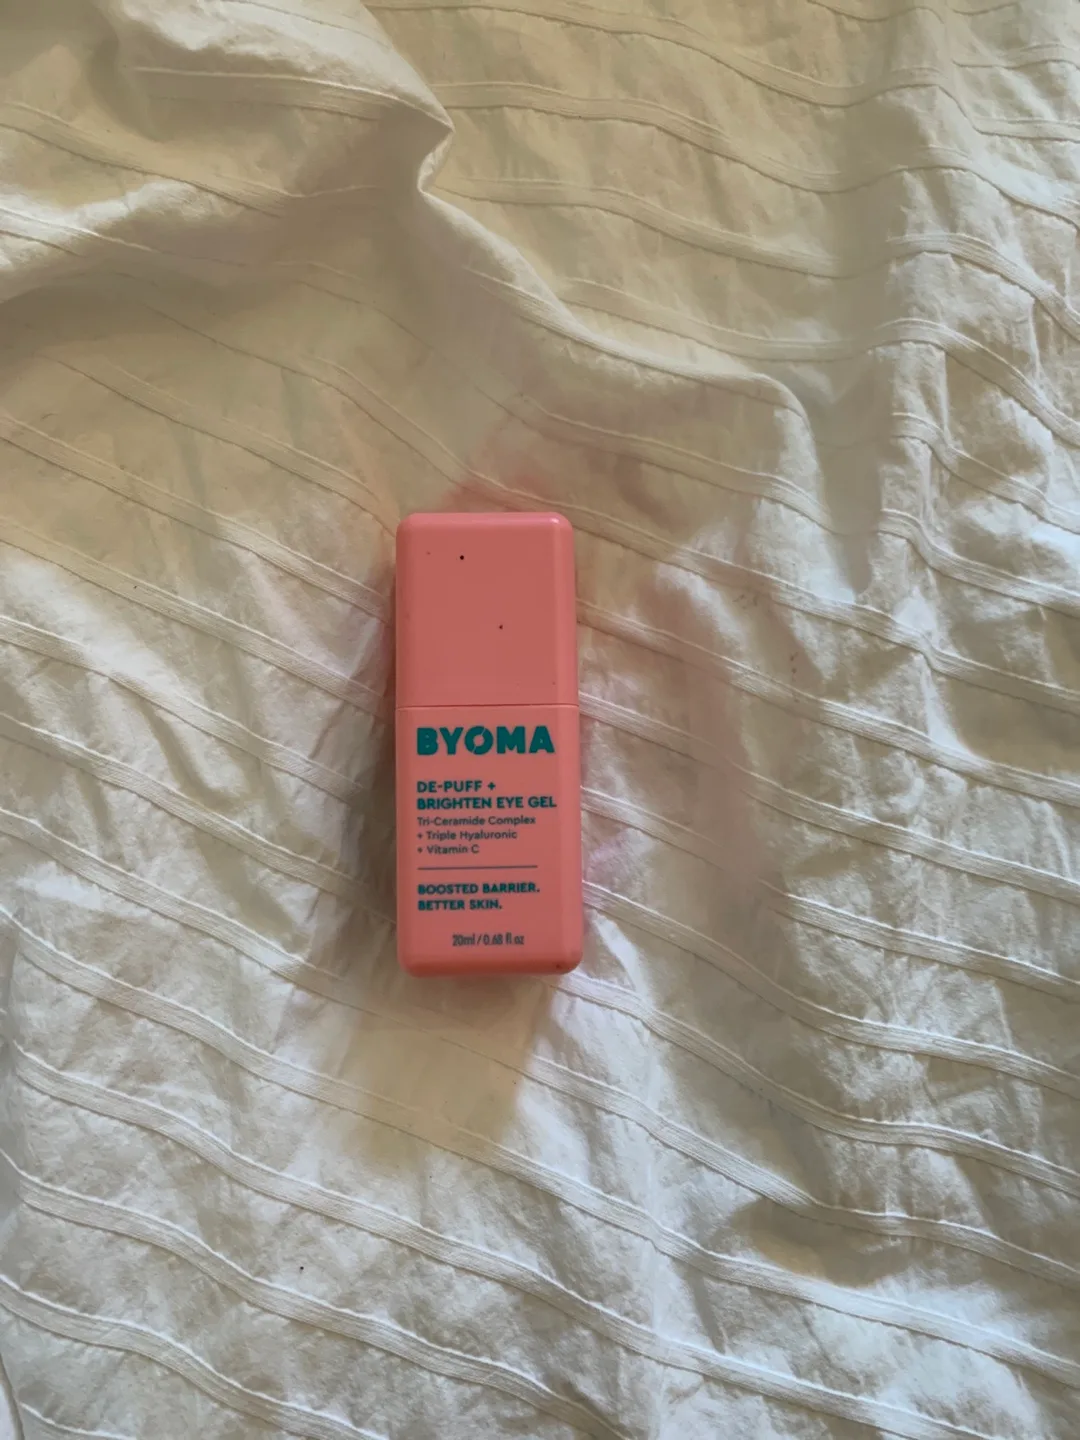 BYOMA
DE-PUFF +
BRIGHTEN EYE GEL
Tri-Ceramide Complex
+ Triple Hyaluronic
+ Vitamin C
BOOSTED BARRIER.
BETTER SKIN.
20ml / 0.68 fl oz